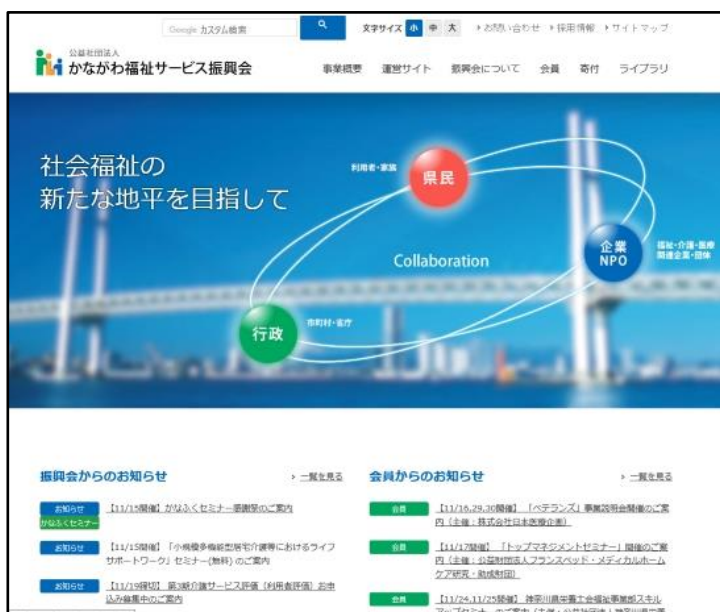 Google カスタム検索
文字サイズ 小 中 大
お問い合わせ 採用情報 サイトマップ
公益社団法人
かながわ福祉サービス振興会
事業概要 運営サイト 振興会について 会員 寄付 ライブラリ
社会福祉の
新たな地平を目指して
利用者・家族
県民
Collaboration
企業
NPO
福祉・介護・医療
関連企業・団体
行政
市町村・省庁
振興会からのお知らせ
一覧を見る
お知らせ
かなふくセミナー
【11/15開催】かなふくセミナー感謝祭のご案内
お知らせ
【11/15開催】「小規模多機能型居宅介護等におけるライフ
サポートワーク」セミナー(無料)のご案内
お知らせ
【11/19締切】第3期介護サービス評価(利用者評価)お申
込み募集中のご案内
会員からのお知らせ
一覧を見る
会員
【11/16,29,30開催】「ベテランズ」事業説明会開催のご案
内(主催:株式会社日本医療企画)
会員
【11/17開催】「トップマネジメントセミナー」開催のご案
内(主催:公益財団法人フランスベッド・メディカルホーム
ケア研究・助成財団)
会員
【11/24,11/25開催】神奈川県栄養士会福祉事業部スキル